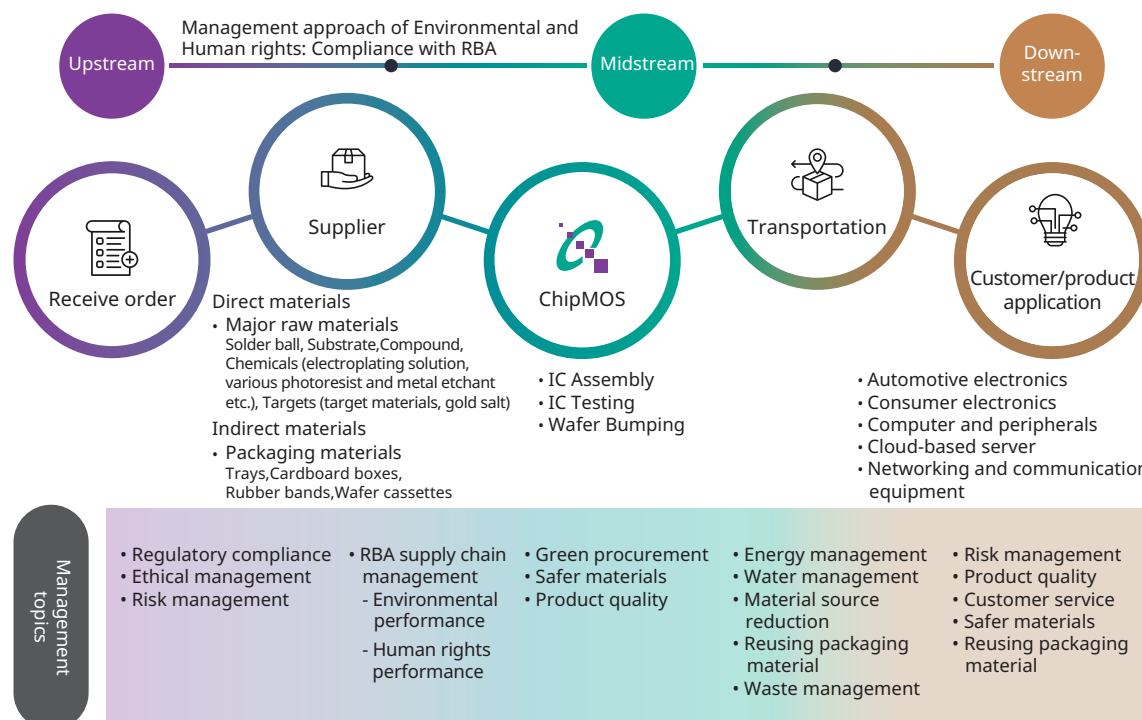 Management approach of Environmental and
Human rights: Compliance with RBA
Upstream
Midstream
Down-
stream
Receive order
Supplier
ChipMOS
Transportation
Customer/product
application
Direct materials
• Major raw materials
Solder ball, Substrate,Compound,
Chemicals (electroplating solution,
various photoresist and metal etchant
etc.), Targets (target materials, gold salt)
Indirect materials
• Packaging materials
Trays,Cardboard boxes,
Rubber bands,Wafer cassettes
• IC Assembly
• IC Testing
• Wafer Bumping
• Automotive electronics
• Consumer electronics
• Computer and peripherals
• Cloud-based server
• Networking and communication
equipment
Management
topics
• Regulatory compliance
• Ethical management
• Risk management
• RBA supply chain
management
- Environmental
performance
- Human rights
performance
• Green procurement
• Safer materials
• Product quality
• Energy management
• Water management
• Material source
reduction
• Reusing packaging
material
• Waste management
• Risk management
• Product quality
• Customer service
• Safer materials
• Reusing packaging
material